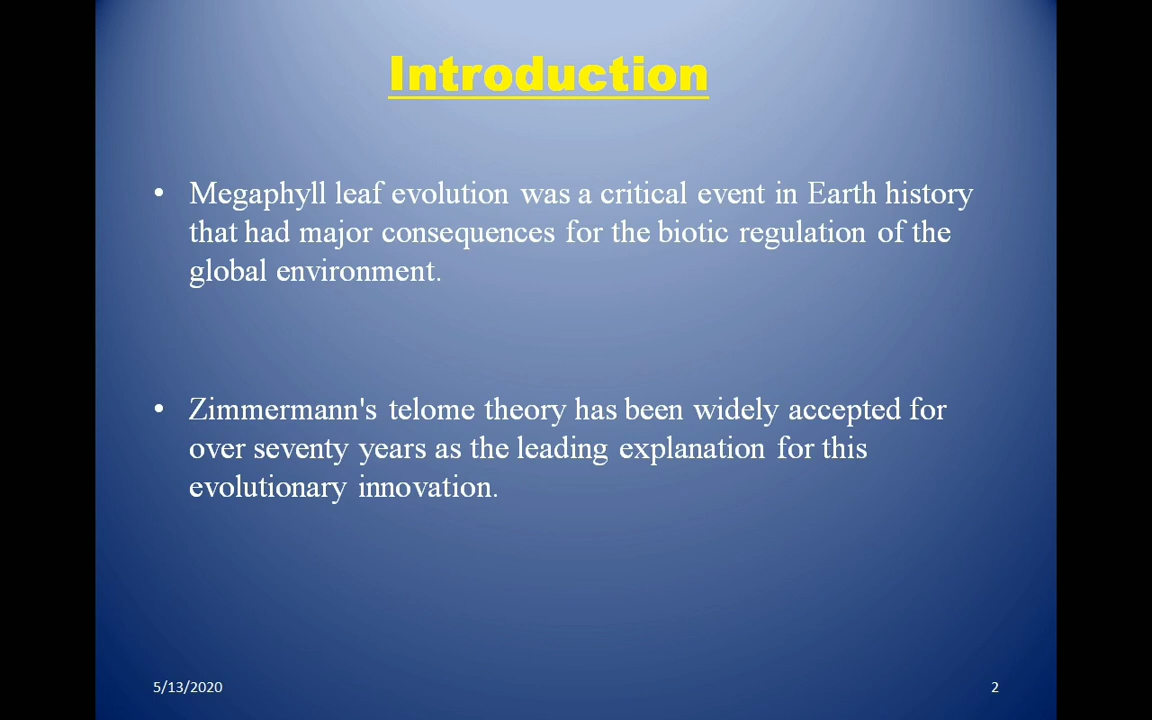 Introduction
• Megaphyll leaf evolution was a critical event in Earth history
that had major consequences for the biotic regulation of the
global environment.
• Zimmermann's telome theory has been widely accepted for
over seventy years as the leading explanation for this
evolutionary innovation.
5/13/2020
2